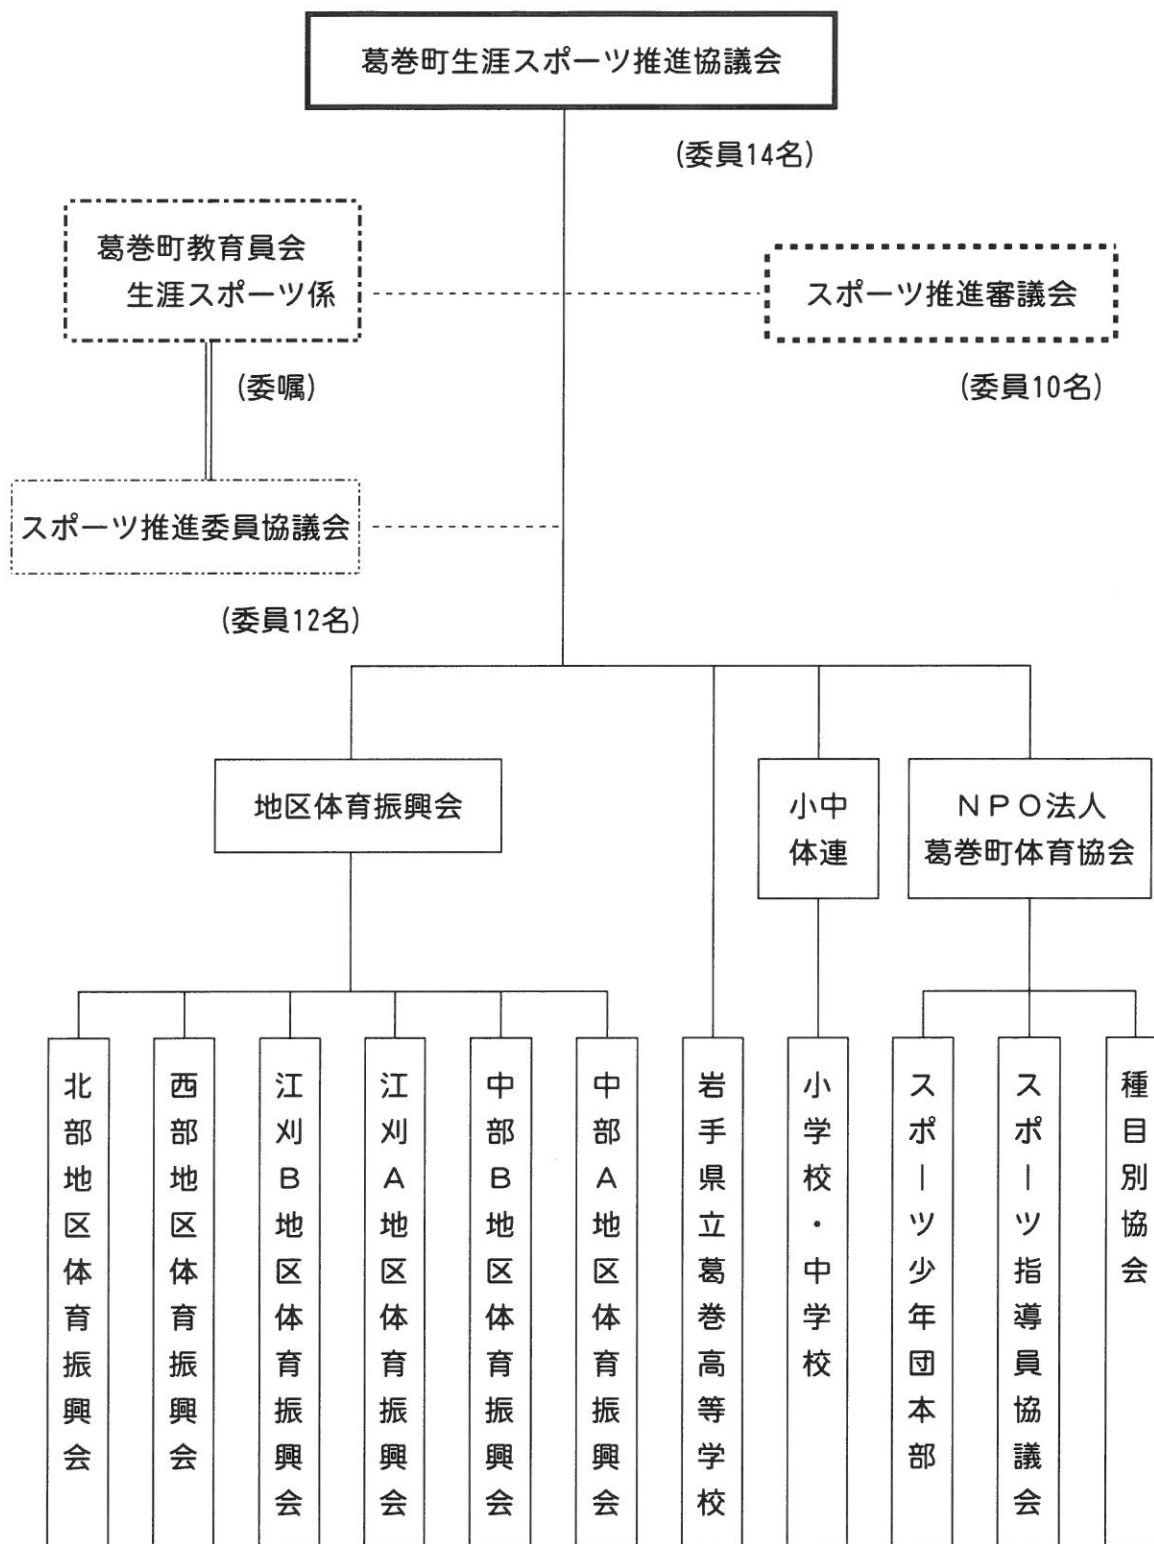 葛巻町生涯スポーツ推進協議会
(委員14名)
葛巻町教育員会
生涯スポーツ係
スポーツ推進審議会
(委嘱)
(委員10名)
スポーツ推進委員協議会
(委員12名)
地区体育振興会
小中
体連
NPO法人
葛巻町体育協会
北部地区体育振興会
西部地区体育振興会
江刈B地区体育振興会
江刈A地区体育振興会
中部B地区体育振興会
中部A地区体育振興会
岩手県立葛巻高等学校
小学校・中学校
スポーツ少年団本部
スポーツ指導員協議会
種目別協会